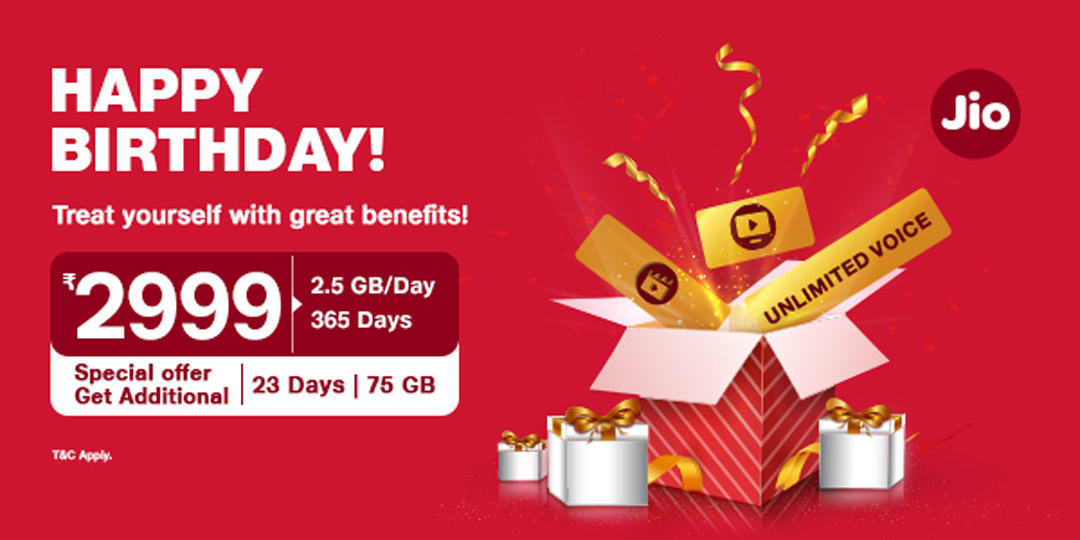 HAPPY
BIRTHDAY!
Treat yourself with great benefits!
₹2999
2.5 GB/Day
365 Days
Special offer
Get Additional
23 Days | 75 GB
T&C Apply.
Jio
UNLIMITED VOICE